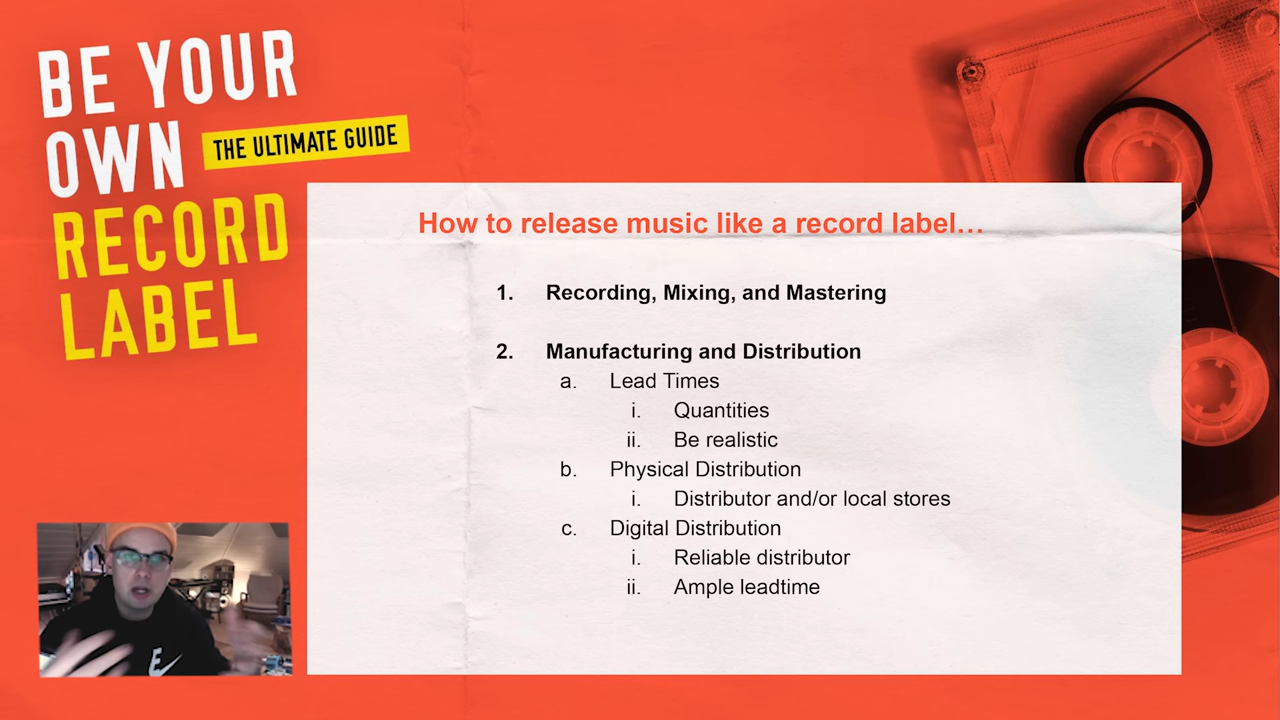 BE YOUR
OWN
THE ULTIMATE GUIDE
RECORD
LABEL
How to release music like a record label…
1. Recording, Mixing, and Mastering
2. Manufacturing and Distribution
a. Lead Times
i. Quantities
ii. Be realistic
b. Physical Distribution
i. Distributor and/or local stores
c. Digital Distribution
i. Reliable distributor
ii. Ample leadtime